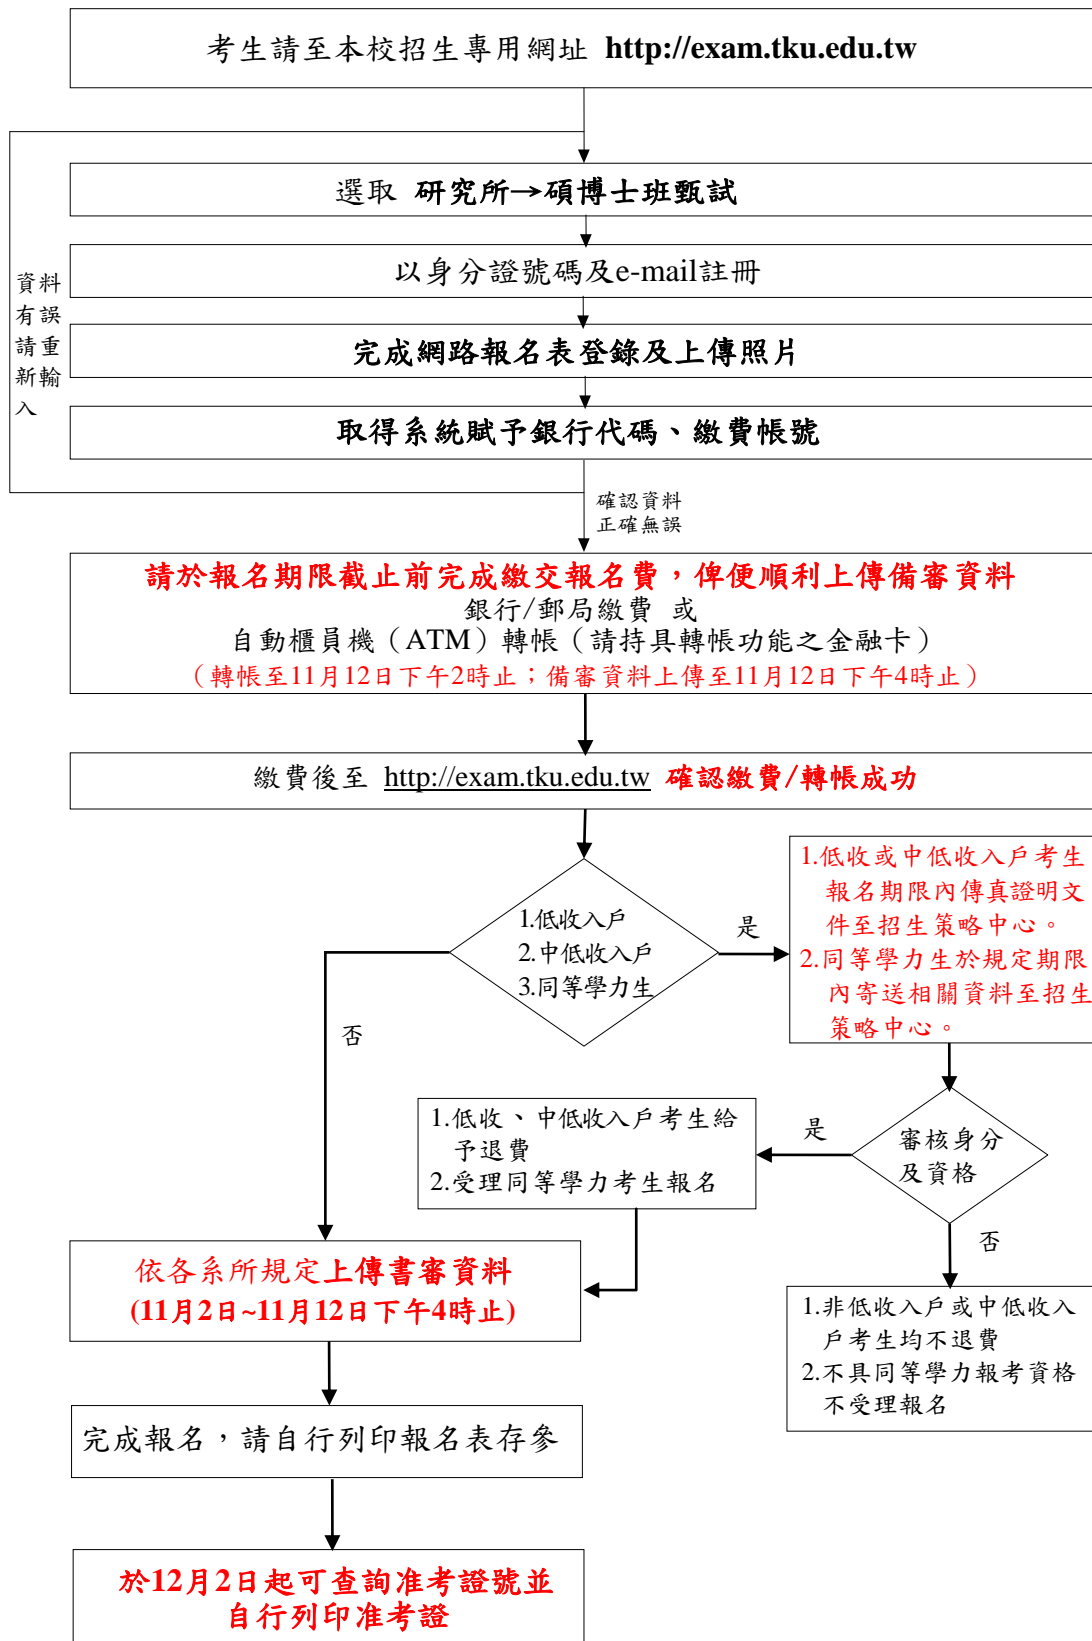 考生請至本校招生專用網址 http://exam.tku.edu.tw
選取 研究所→碩博士班甄試
以身分證號碼及e-mail註冊
完成網路報名表登錄及上傳照片
取得系統賦予銀行代碼、繳費帳號
資料
有誤
請重
新輸
入
確認資料
正確無誤
請於報名期限截止前完成繳交報名費，俾便順利上傳備審資料
銀行/郵局繳費 或
自動櫃員機（ATM）轉帳（請持具轉帳功能之金融卡）
（轉帳至11月12日下午2時止；備審資料上傳至11月12日下午4時止）
繳費後至 http://exam.tku.edu.tw 確認繳費/轉帳成功
1.低收入戶
2.中低收入戶
3.同等學力生
是
1.低收或中低收入戶考生
報名期限內傳真證明文
件至招生策略中心。
2.同等學力生於規定期限
內寄送相關資料至招生
策略中心。
否
審核身分
及資格
是
1.低收、中低收入戶考生給
予退費
2.受理同等學力考生報名
否
1.非低收入戶或中低收入
戶考生均不退費
2.不具同等學力報考資格
不受理報名
依各系所規定上傳書審資料
(11月2日~11月12日下午4時止)
完成報名，請自行列印報名表存參
於12月2日起可查詢准考證號並
自行列印准考證